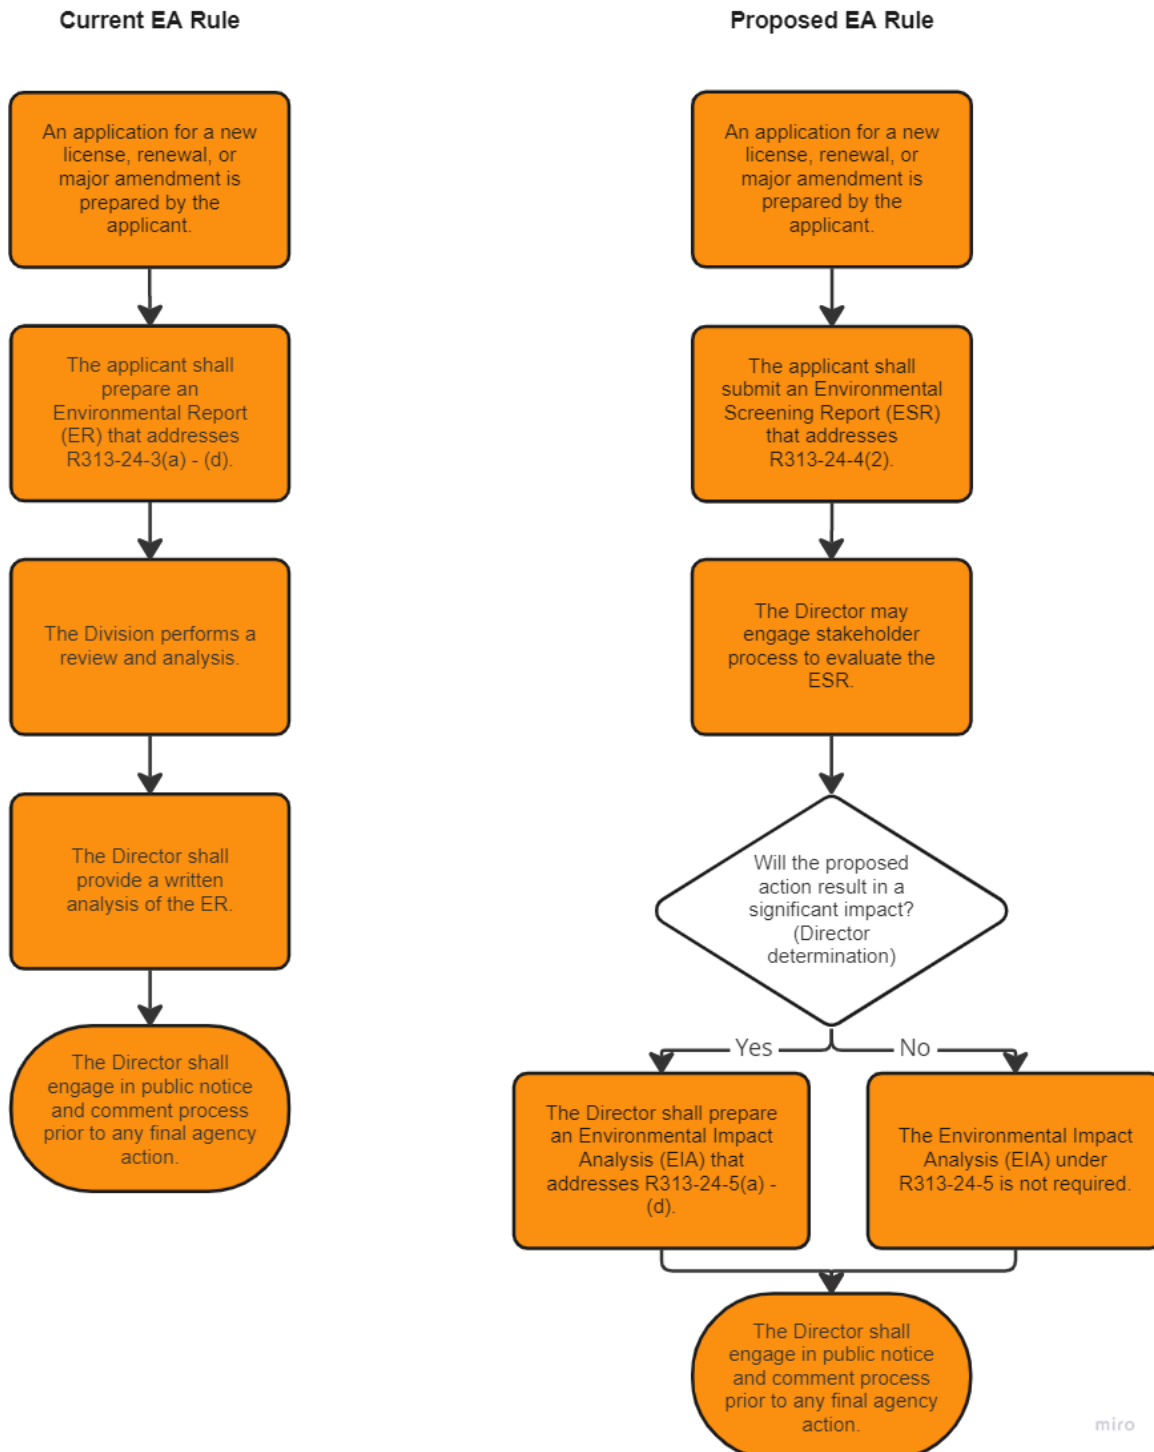 Current EA Rule
An application for a new
license, renewal, or
major amendment is
prepared by the
applicant.
The applicant shall
prepare an
Environmental Report
(ER) that addresses
R313-24-3(a) - (d).
The Division performs a
review and analysis.
The Director shall
provide a written
analysis of the ER.
The Director shall
engage in public notice
and comment process
prior to any final agency
action.
Proposed EA Rule
An application for a new
license, renewal, or
major amendment is
prepared by the
applicant.
The applicant shall
submit an Environmental
Screening Report (ESR)
that addresses
R313-24-4(2).
The Director may
engage stakeholder
process to evaluate the
ESR.
Will the proposed
action result in a
significant impact?
(Director
determination)
Yes
No
The Director shall prepare
an Environmental Impact
Analysis (EIA) that
addresses R313-24-5(a) -
(d).
The Environmental Impact
Analysis (EIA) under
R313-24-5 is not required.
The Director shall
engage in public notice
and comment process
prior to any final agency
action.
miro